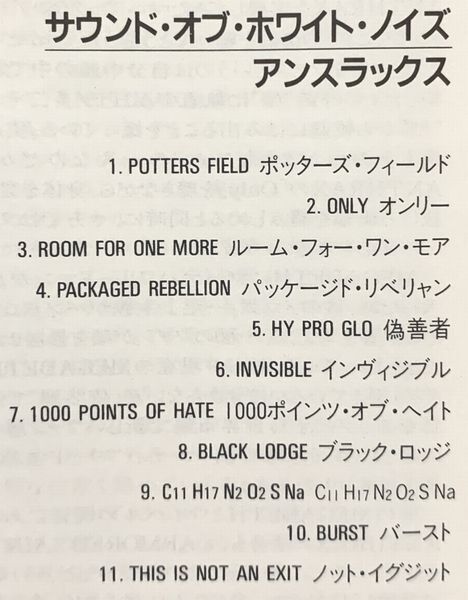 サウンド・オブ・ホワイト・ノイズ
アンスラックス
1. POTTERS FIELD ポッターズ・フィールド
2. ONLY オンリー
3. ROOM FOR ONE MORE ルーム・フォー・ワン・モア
4. PACKAGED REBELLION パッケージド・リベリャン
5. HY PRO GLO 偽善者
6. INVISIBLE インヴィジブル
7. 1000 POINTS OF HATE 1000ポインツ・オブ・ヘイト
8. BLACK LODGE ブラック・ロッジ
9. C11 H17 N2 O2 S Na C11 H17 N2 O2 S Na
10. BURST バースト
11. THIS IS NOT AN EXIT ノット・イグジット